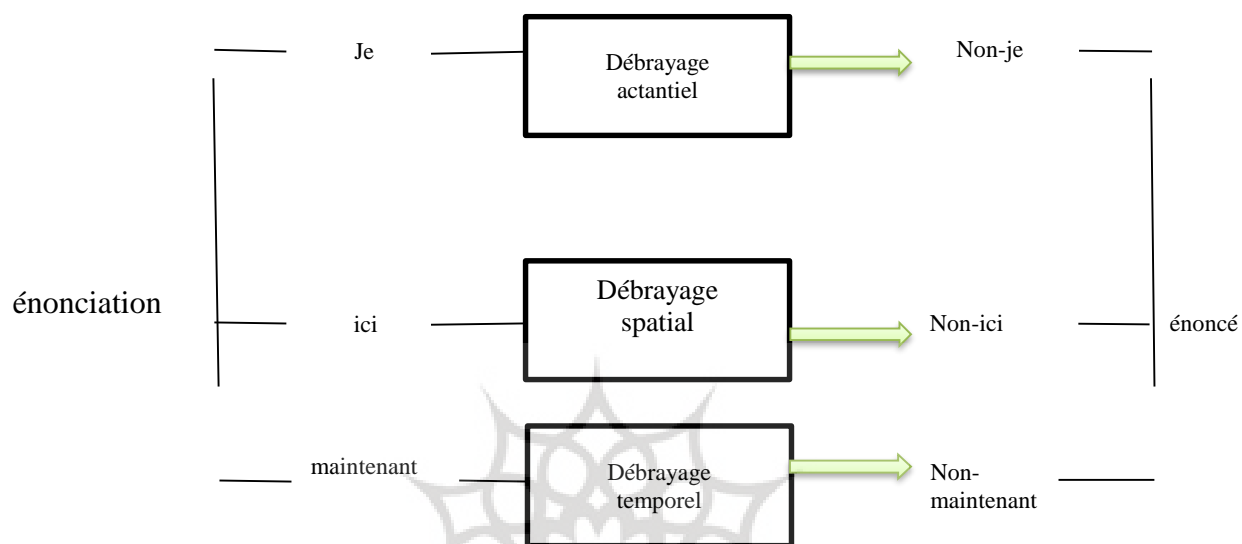 Je
Débrayage
actantiel
Non-je
énonciation
ici
Débrayage
spatial
Non-ici
énoncé
maintenant
Débrayage
temporel
Non-
maintenant